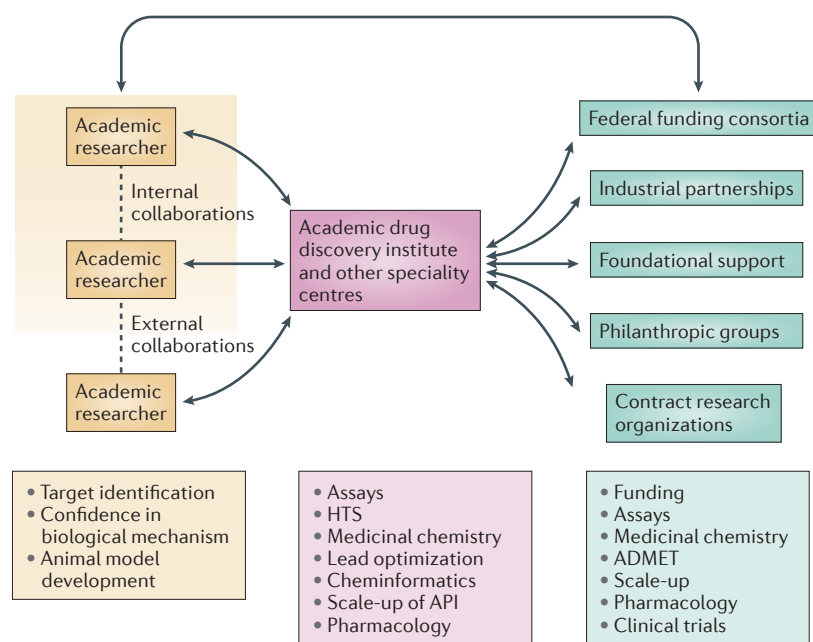 Academic
researcher
Internal
collaborations
Academic
researcher
External
collaborations
Academic
researcher
Academic drug
discovery institute
and other speciality
centres
Federal funding consortia
Industrial partnerships
Foundational support
Philanthropic groups
Contract research
organizations
• Target identification
• Confidence in
biological mechanism
• Animal model
development
• Assays
• HTS
• Medicinal chemistry
• Lead optimization
• Cheminformatics
• Scale-up of API
• Pharmacology
• Funding
• Assays
• Medicinal chemistry
• ADMET
• Scale-up
• Pharmacology
• Clinical trials